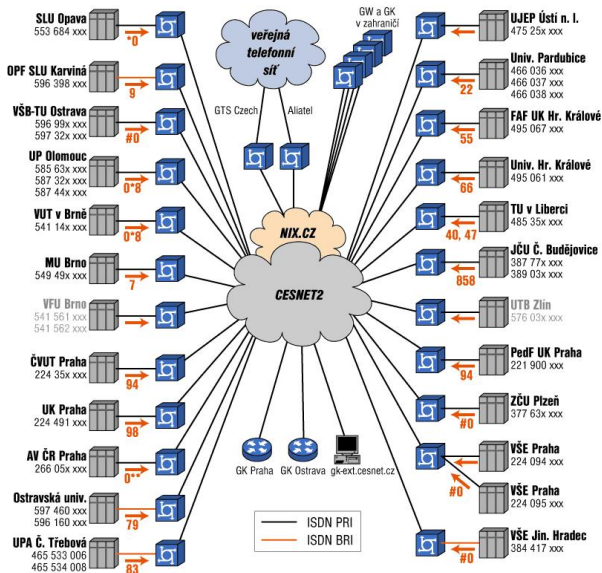 SLU Opava
553 684 xxx
*0
OPF SLU Karviná
596 398 xxx
9
VŠB-TU Ostrava
596 99x xxx
597 32x xxx
#0
UP Olomouc
585 63x xxx
587 32x xxx
587 44x xxx
0*8
VUT v Brně
541 14x xxx
0*8
MU Brno
549 49x xxx
7
VFU Brno
541 561 xxx
541 562 xxx
ČVUT Praha
224 35x xxx
94
UK Praha
224 491 xxx
98
AV ČR Praha
266 05x xxx
0**
Ostravská univ.
597 460 xxx
596 160 xxx
79
UPA Č. Třebová
465 533 006
465 534 008
83
veřejná
telefonní
síť
GW a GK
v zahraničí
GTS Czech
Aliatel
NIX.CZ
CESNET2
GK Praha
GK Ostrava
gk-ext.cesnet.cz
ISDN PRI
ISDN BRI
UJEP Ústí n. l.
475 25x xxx
Univ. Pardubice
466 036 xxx
466 037 xxx
466 038 xxx
22
FAF UK Hr. Králové
495 067 xxx
55
Univ. Hr. Králové
495 061 xxx
66
TU v Liberci
485 35x xxx
40, 47
JČU Č. Budějovice
387 77x xxx
389 03x xxx
858
UTB Zlín
576 03x xxx
PedF UK Praha
221 900 xxx
94
ZČU Plzeň
377 63x xxx
#0
VŠE Praha
224 094 xxx
#0
VŠE Praha
224 095 xxx
VŠE Jin. Hradec
384 417 xxx
#0